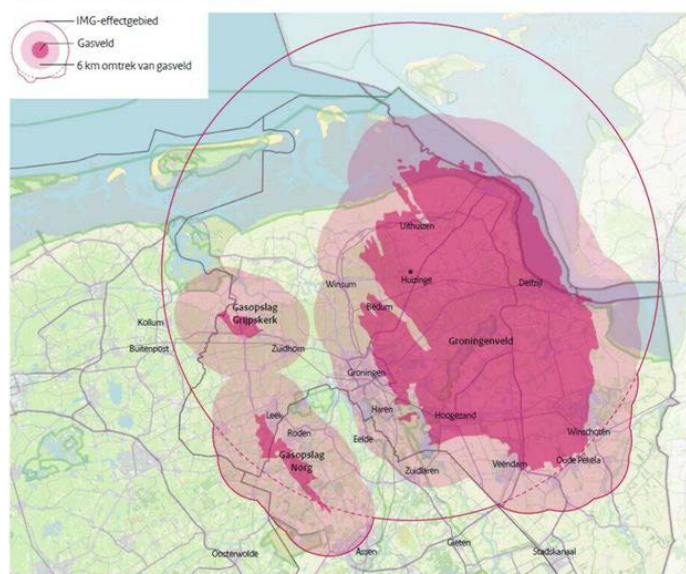 IMG-effectgebied
Gasveld
6 km omtrek van gasveld
Uithuizen
Huizinge
Delfzijl
Winsum
Bedum
Gasopslag
Grijpskerk
Kollum
Buitenpost
Zuidhorn
Groningenveld
Groningen
Haren
Hoogezand
Leek
Roden
Eelde
Winschoten
Gasopslag
Norg
Zuidlaren
Veendam
Oude Pekela
Oosterwolde
Assen
Gieten
Stadskanaal